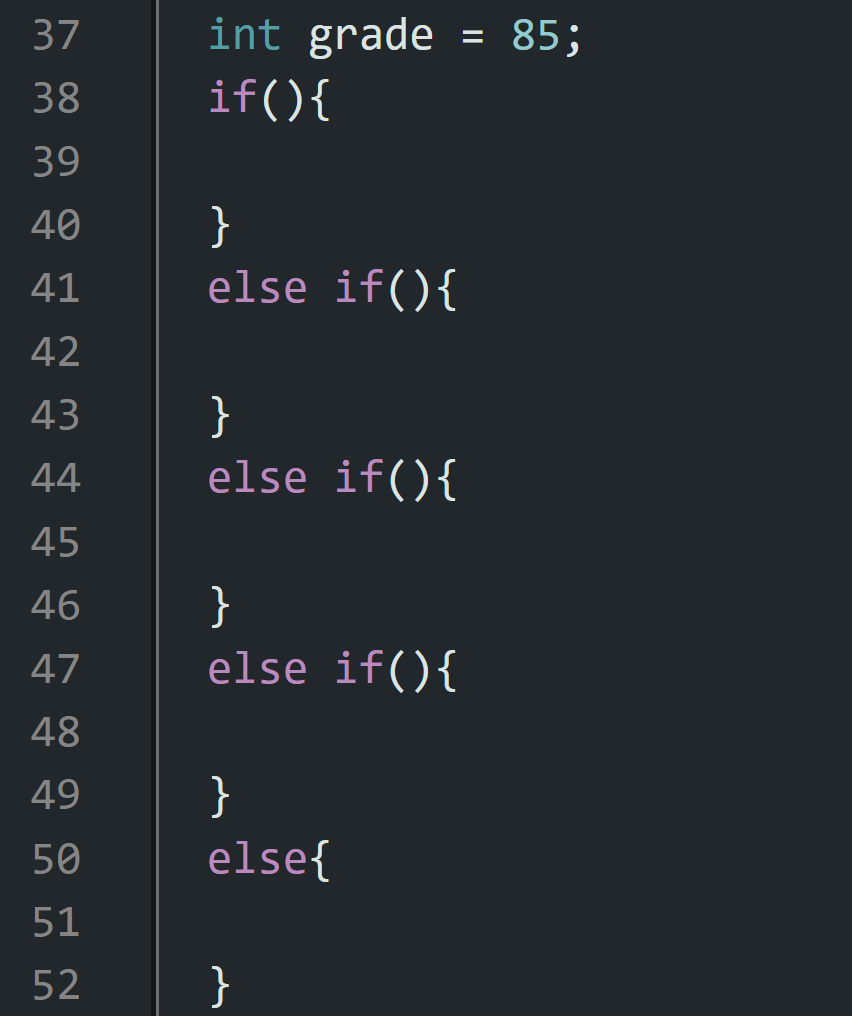 37 int grade = 85;
38 if(){
39
40 }
41 else if(){
42
43 }
44 else if(){
45
46 }
47 else if(){
48
49 }
50 else{
51
52 }